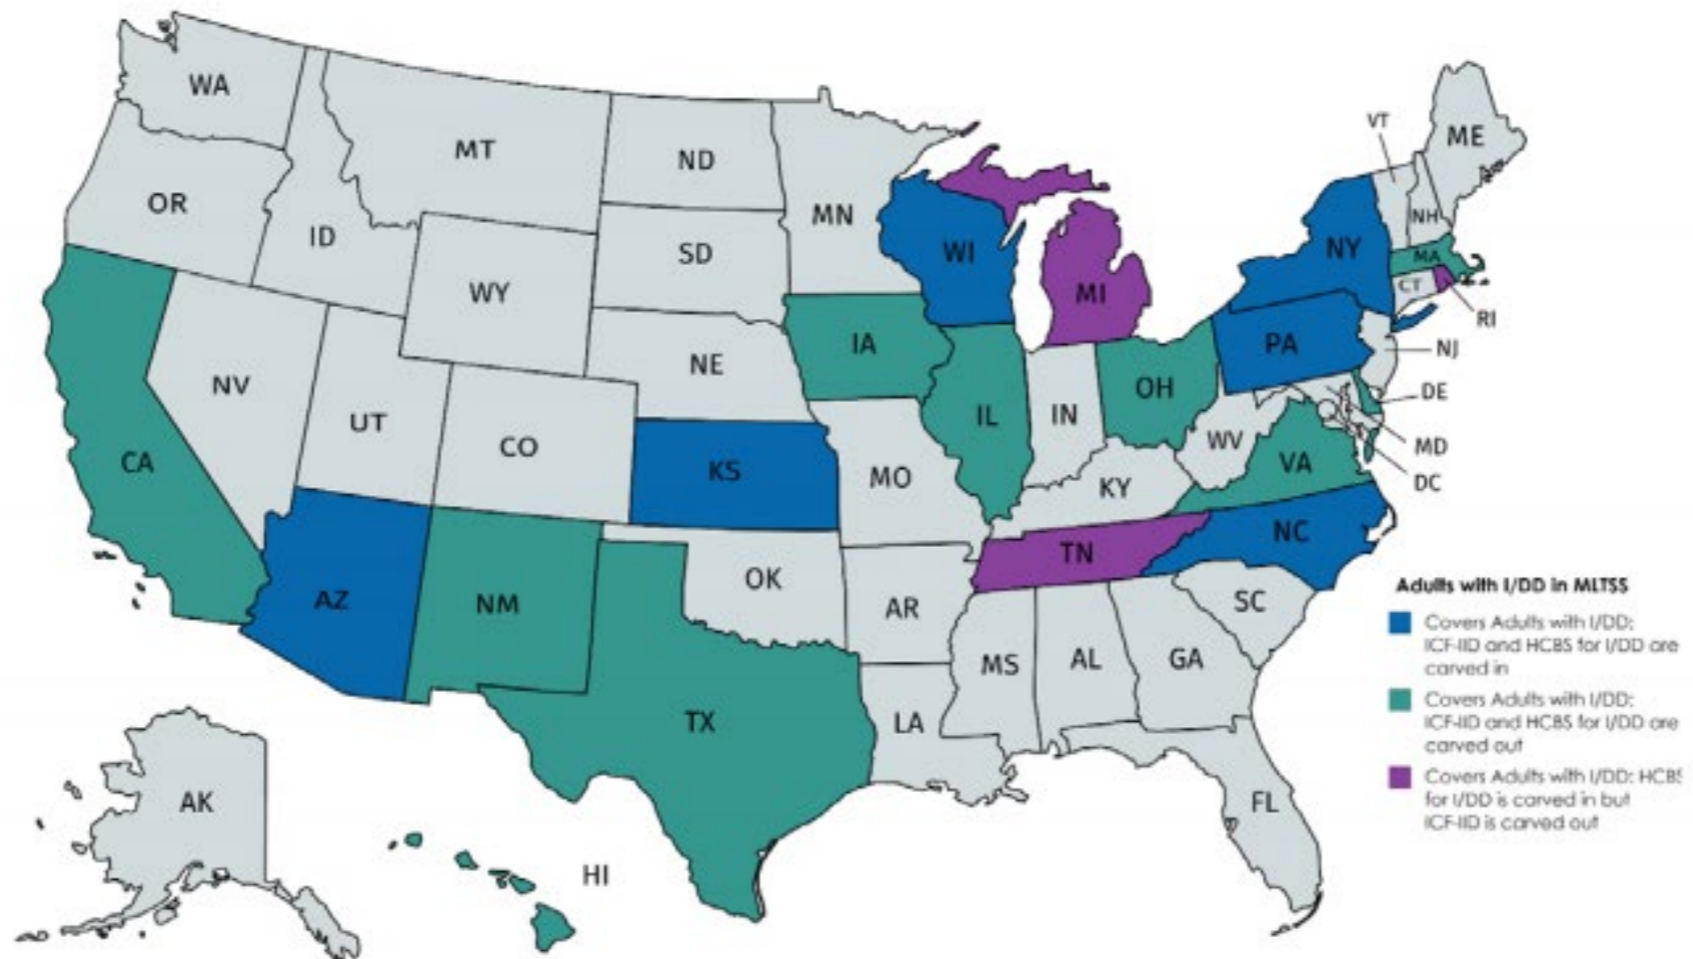 WA
MT
ND
MN
OR
ID
SD
WY
WI
MI
VT
ME
NH
NY
MA
CT
RI
NJ
PA
DE
MD
DC
IA
NE
NV
UT
CO
CA
KS
MO
IL
IN
OH
WV
VA
KY
TN
NC
AZ
NM
OK
AR
SC
MS
AL
GA
TX
LA
FL
AK
HI
Adults with I/DD in MLTSS
Covers Adults with I/DD:
ICF-IID and HCBS for I/DD are
carved in
Covers Adults with I/DD:
ICF-IID and HCBS for I/DD are
carved out
Covers Adults with I/DD: HCBS
for I/DD is carved in but
ICF-IID is carved out